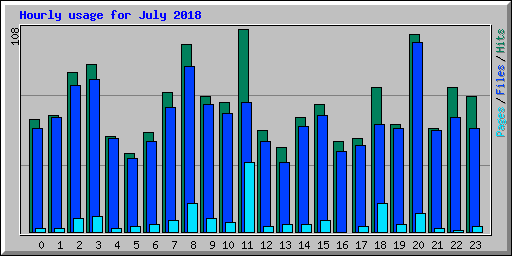 Hourly usage for July 2018
108
Pages/Files/Hits
0 1 2 3 4 5 6 7 8 9 10 11 12 13 14 15 16 17 18 19 20 21 22 23